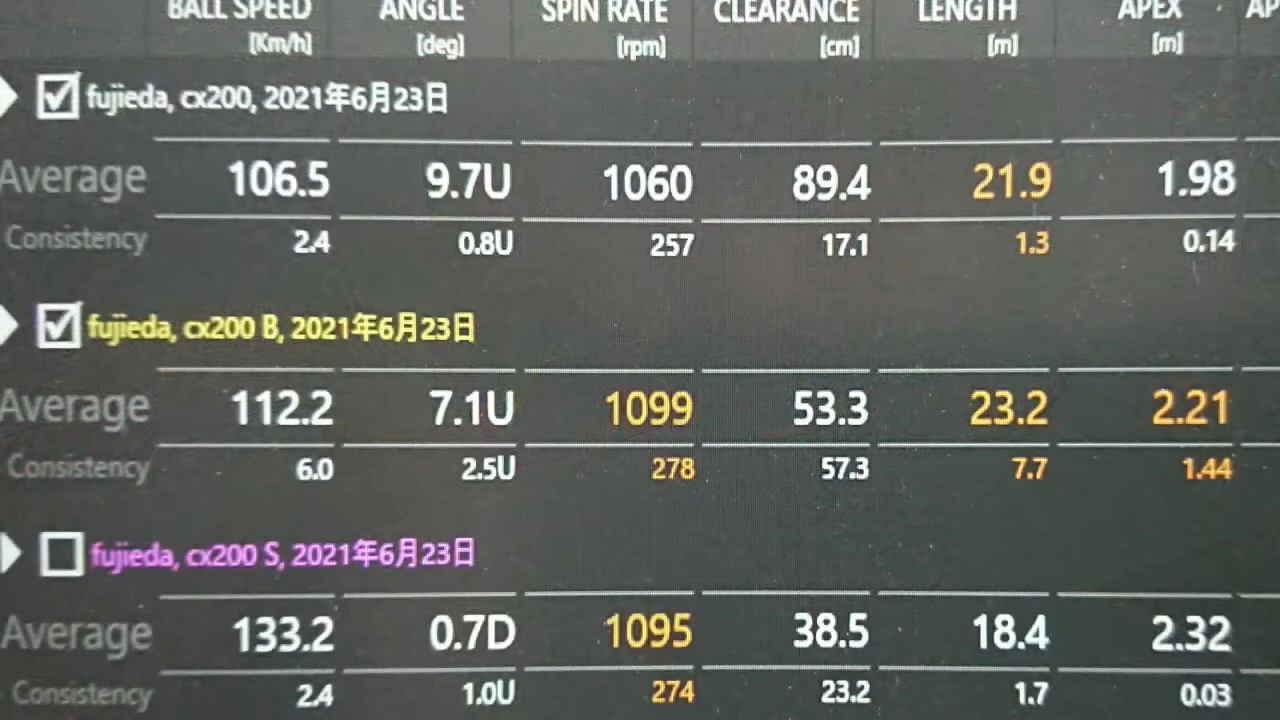 BALL SPEED ANGLE SPIN RATE CLEARANCE LENGTH APEX AP
[Km/h] [deg] [rpm] [cm] [m] [m]
fujieda, cx200, 2021年6月23日
Average 106.5 9.7U 1060 89.4 21.9 1.98
Consistency 2.4 0.8U 257 17.1 1.3 0.14
fujieda, cx200 B, 2021年6月23日
Average 112.2 7.1U 1099 53.3 23.2 2.21
Consistency 6.0 2.5U 278 57.3 7.7 1.44
fujieda, cx200 S, 2021年6月23日
Average 133.2 0.7D 1095 38.5 18.4 2.32
Consistency 2.4 1.0U 274 23.2 1.7 0.03